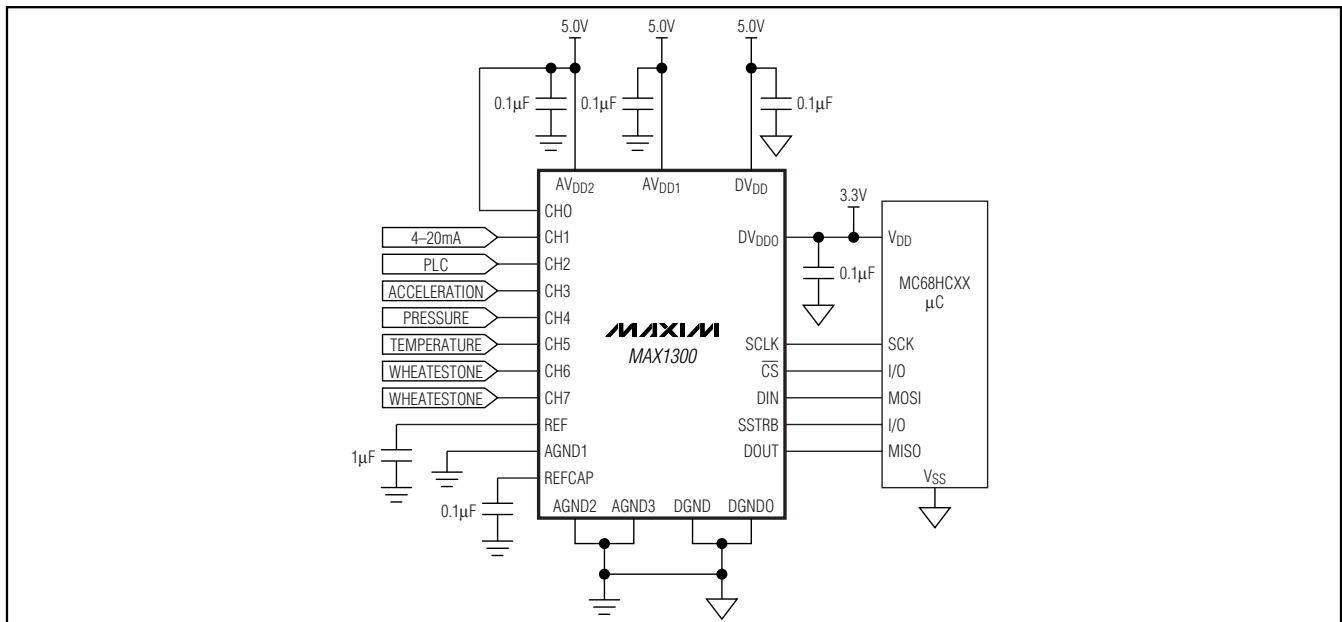 5.0V 5.0V 5.0V
0.1µF 0.1µF 0.1µF
AVDD2 AVDD1 DVDD
3.3V
CH0
4–20mA CH1 DVDDO VDD
PLC CH2
0.1µF
ACCELERATION CH3
MC68HCXX
µC
PRESSURE CH4
MAXIM
MAX1300
TEMPERATURE CH5 SCLK SCK
WHEATESTONE CH6 CS I/O
WHEATESTONE CH7 DIN MOSI
REF SSTRB I/O
1µF
AGND1 DOUT MISO
REFCAP
VSS
0.1µF
AGND2 AGND3 DGND DGNDO